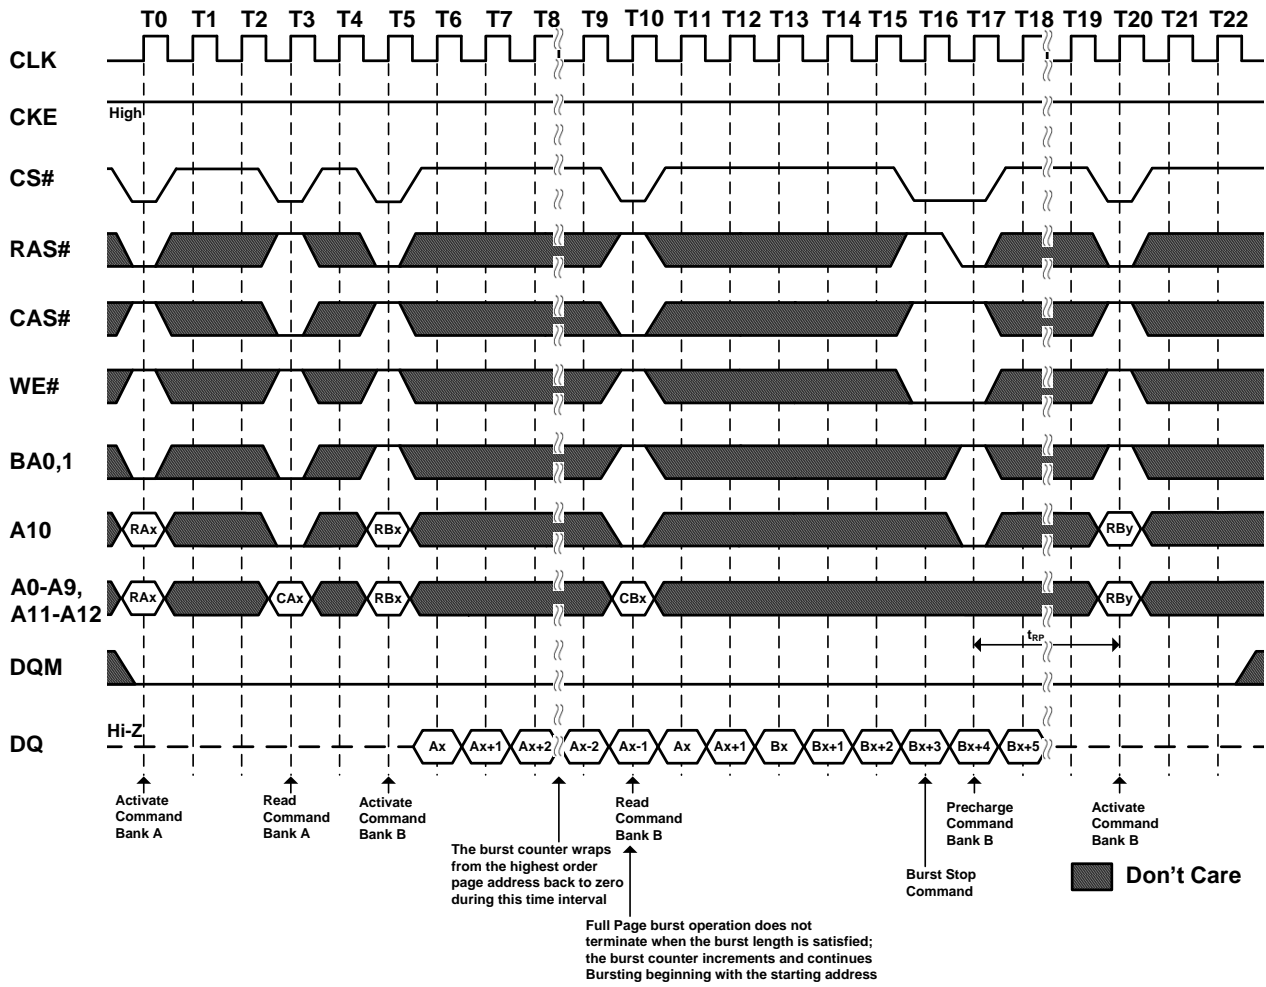 T0 T1 T2 T3 T4 T5 T6 T7 T8 T9 T10 T11 T12 T13 T14 T15 T16 T17 T18 T19 T20 T21 T22
CLK
CKE High
CS#
RAS#
CAS#
WE#
BA0,1
A10 RAx RBx RBy
A0-A9,
A11-A12 RAx CAx RBx CBx RBy
tRP
DQM
DQ Hi-Z Ax Ax+1 Ax+2 Ax-2 Ax-1 Ax Ax+1 Bx Bx+1 Bx+2 Bx+3 Bx+4 Bx+5
Activate
Command
Bank A
Read
Command
Bank A
Activate
Command
Bank B
The burst counter wraps
from the highest order
page address back to zero
during this time interval
Read
Command
Bank B
Full Page burst operation does not
terminate when the burst length is satisfied;
the burst counter increments and continues
Bursting beginning with the starting address
Burst Stop
Command
Precharge
Command
Bank B
Activate
Command
Bank B
Don't Care